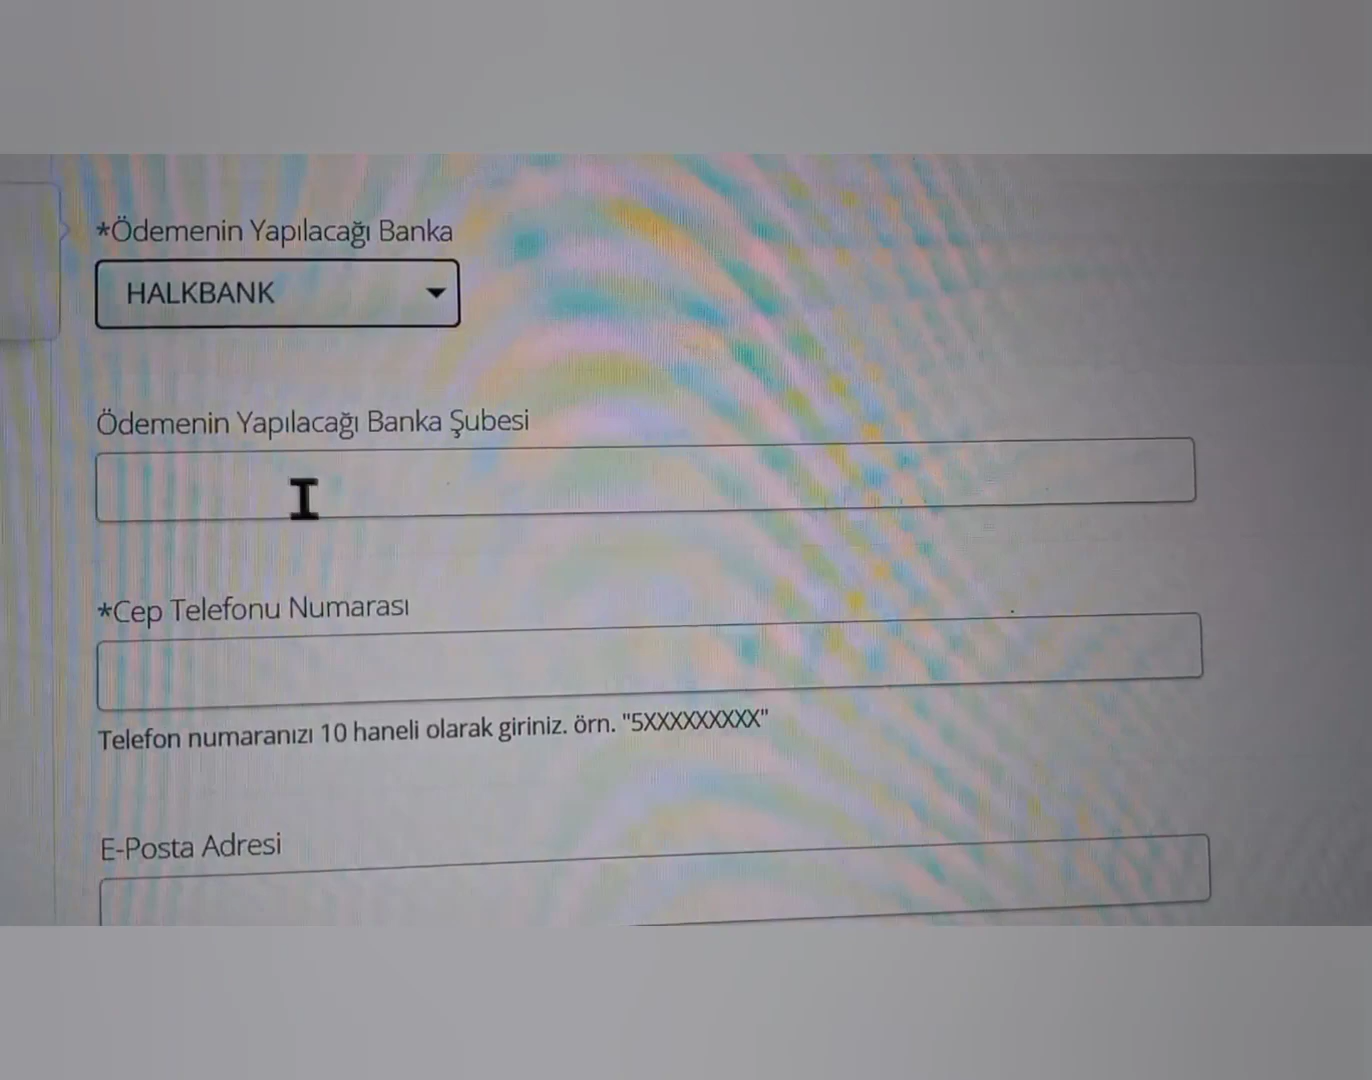 *Ödemenin Yapılacağı Banka
HALKBANK
Ödemenin Yapılacağı Banka Şubesi
*Cep Telefonu Numarası
Telefon numaranızı 10 haneli olarak giriniz. örn. "5XXXXXXXXX"
E-Posta Adresi